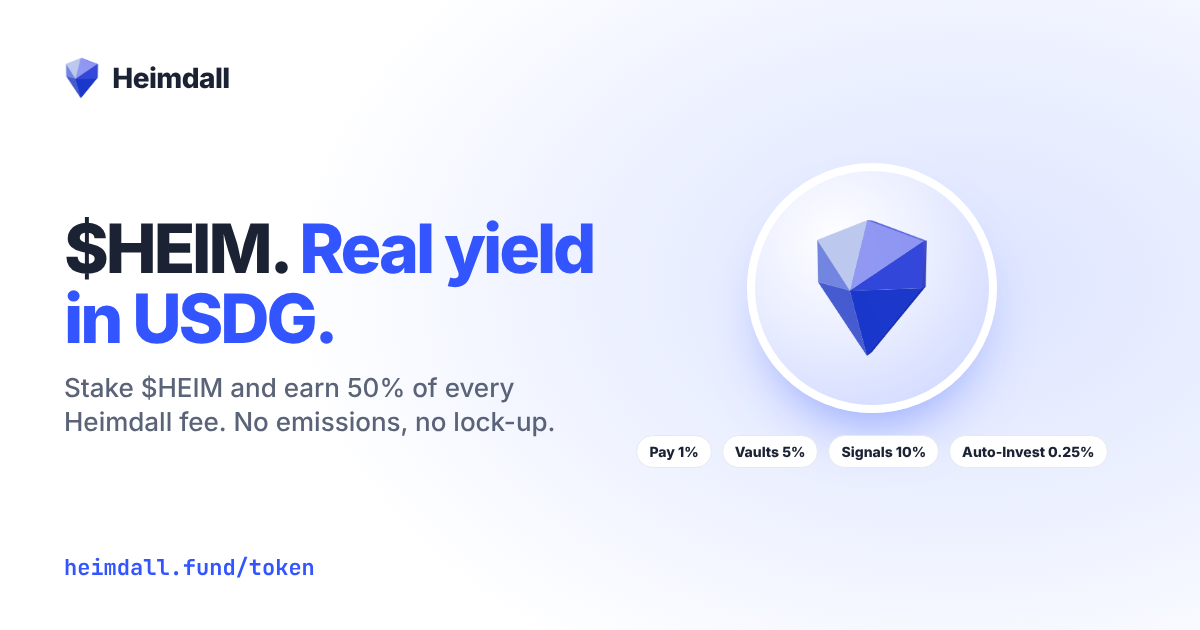 Heimdall
$HEIM. Real yield
in USDG.
Stake $HEIM and earn 50% of every
Heimdall fee. No emissions, no lock-up.
Pay 1%
Vaults 5%
Signals 10%
Auto-Invest 0.25%
heimdall.fund/token